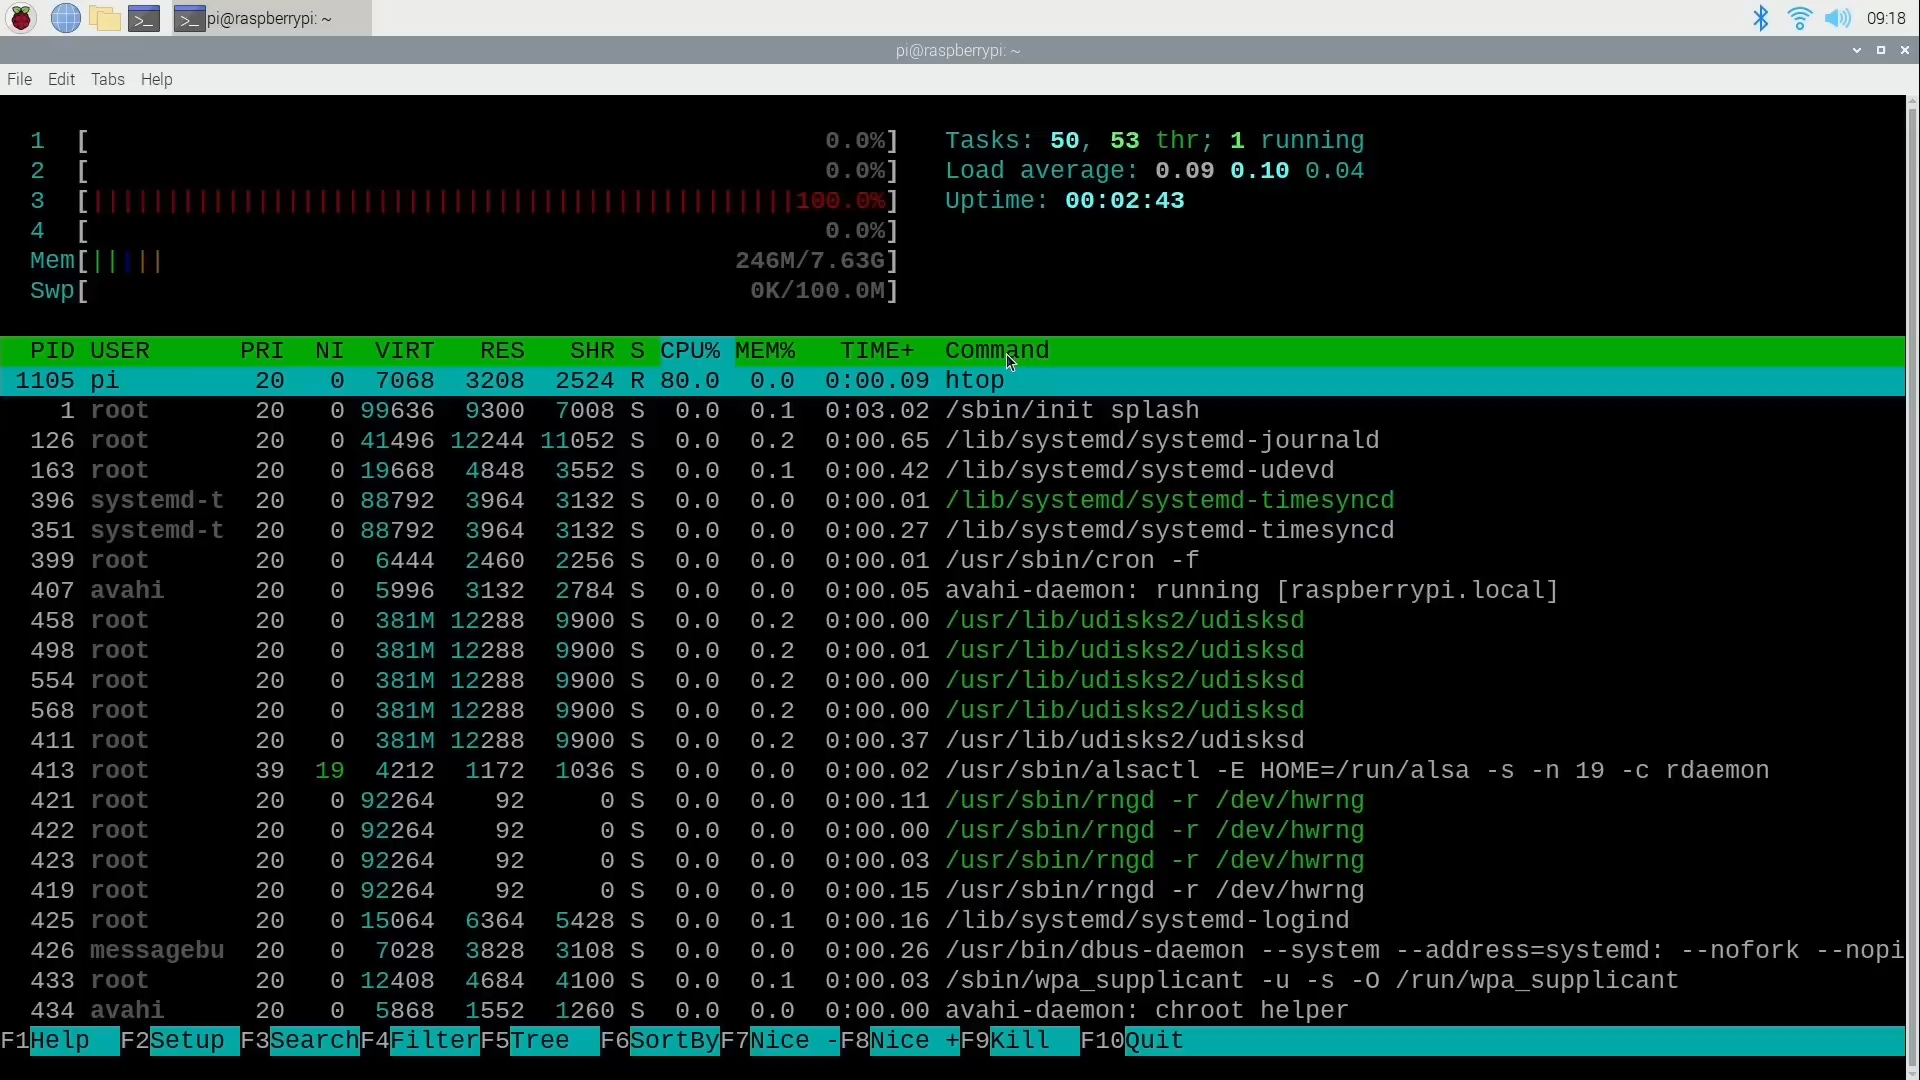 pi@raspberrypi: ~ 09:18
pi@raspberrypi: ~
File Edit Tabs Help
1 [ 0.0%] Tasks: 50, 53 thr; 1 running
2 [ 0.0%] Load average: 0.09 0.10 0.04
3 [|||||||||||||||||||||||||||||||||||||||||||||||100.0%] Uptime: 00:02:43
4 [ 0.0%]
Mem[||||| 246M/7.63G]
Swp[ 0K/100.0M]
PID USER PRI NI VIRT RES SHR S CPU% MEM% TIME+ Command
1105 pi 20 0 7068 3208 2524 R 80.0 0.0 0:00.09 htop
1 root 20 0 99636 9300 7008 S 0.0 0.1 0:03.02 /sbin/init splash
126 root 20 0 41496 12244 11052 S 0.0 0.2 0:00.65 /lib/systemd/systemd-journald
163 root 20 0 19668 4848 3552 S 0.0 0.1 0:00.42 /lib/systemd/systemd-udevd
396 systemd-t 20 0 88792 3964 3132 S 0.0 0.0 0:00.01 /lib/systemd/systemd-timesyncd
351 systemd-t 20 0 88792 3964 3132 S 0.0 0.0 0:00.27 /lib/systemd/systemd-timesyncd
399 root 20 0 6444 2460 2256 S 0.0 0.0 0:00.01 /usr/sbin/cron -f
407 avahi 20 0 5996 3132 2784 S 0.0 0.0 0:00.05 avahi-daemon: running [raspberrypi.local]
458 root 20 0 381M 12288 9900 S 0.0 0.2 0:00.00 /usr/lib/udisks2/udisksd
498 root 20 0 381M 12288 9900 S 0.0 0.2 0:00.01 /usr/lib/udisks2/udisksd
554 root 20 0 381M 12288 9900 S 0.0 0.2 0:00.00 /usr/lib/udisks2/udisksd
568 root 20 0 381M 12288 9900 S 0.0 0.2 0:00.00 /usr/lib/udisks2/udisksd
411 root 20 0 381M 12288 9900 S 0.0 0.2 0:00.37 /usr/lib/udisks2/udisksd
413 root 39 19 4212 1172 1036 S 0.0 0.0 0:00.02 /usr/sbin/alsactl -E HOME=/run/alsa -s -n 19 -c rdaemon
421 root 20 0 92264 92 0 S 0.0 0.0 0:00.11 /usr/sbin/rngd -r /dev/hwrng
422 root 20 0 92264 92 0 S 0.0 0.0 0:00.00 /usr/sbin/rngd -r /dev/hwrng
423 root 20 0 92264 92 0 S 0.0 0.0 0:00.03 /usr/sbin/rngd -r /dev/hwrng
419 root 20 0 92264 92 0 S 0.0 0.0 0:00.15 /usr/sbin/rngd -r /dev/hwrng
425 root 20 0 15064 6364 5428 S 0.0 0.1 0:00.16 /lib/systemd/systemd-logind
426 messagebu 20 0 7028 3828 3108 S 0.0 0.0 0:00.26 /usr/bin/dbus-daemon --system --address=systemd: --nofork --nopi
433 root 20 0 12408 4684 4100 S 0.0 0.1 0:00.03 /sbin/wpa_supplicant -u -s -O /run/wpa_supplicant
434 avahi 20 0 5868 1552 1260 S 0.0 0.0 0:00.00 avahi-daemon: chroot helper
F1Help F2Setup F3SearchF4FilterF5Tree F6SortByF7Nice -F8Nice +F9Kill F10Quit